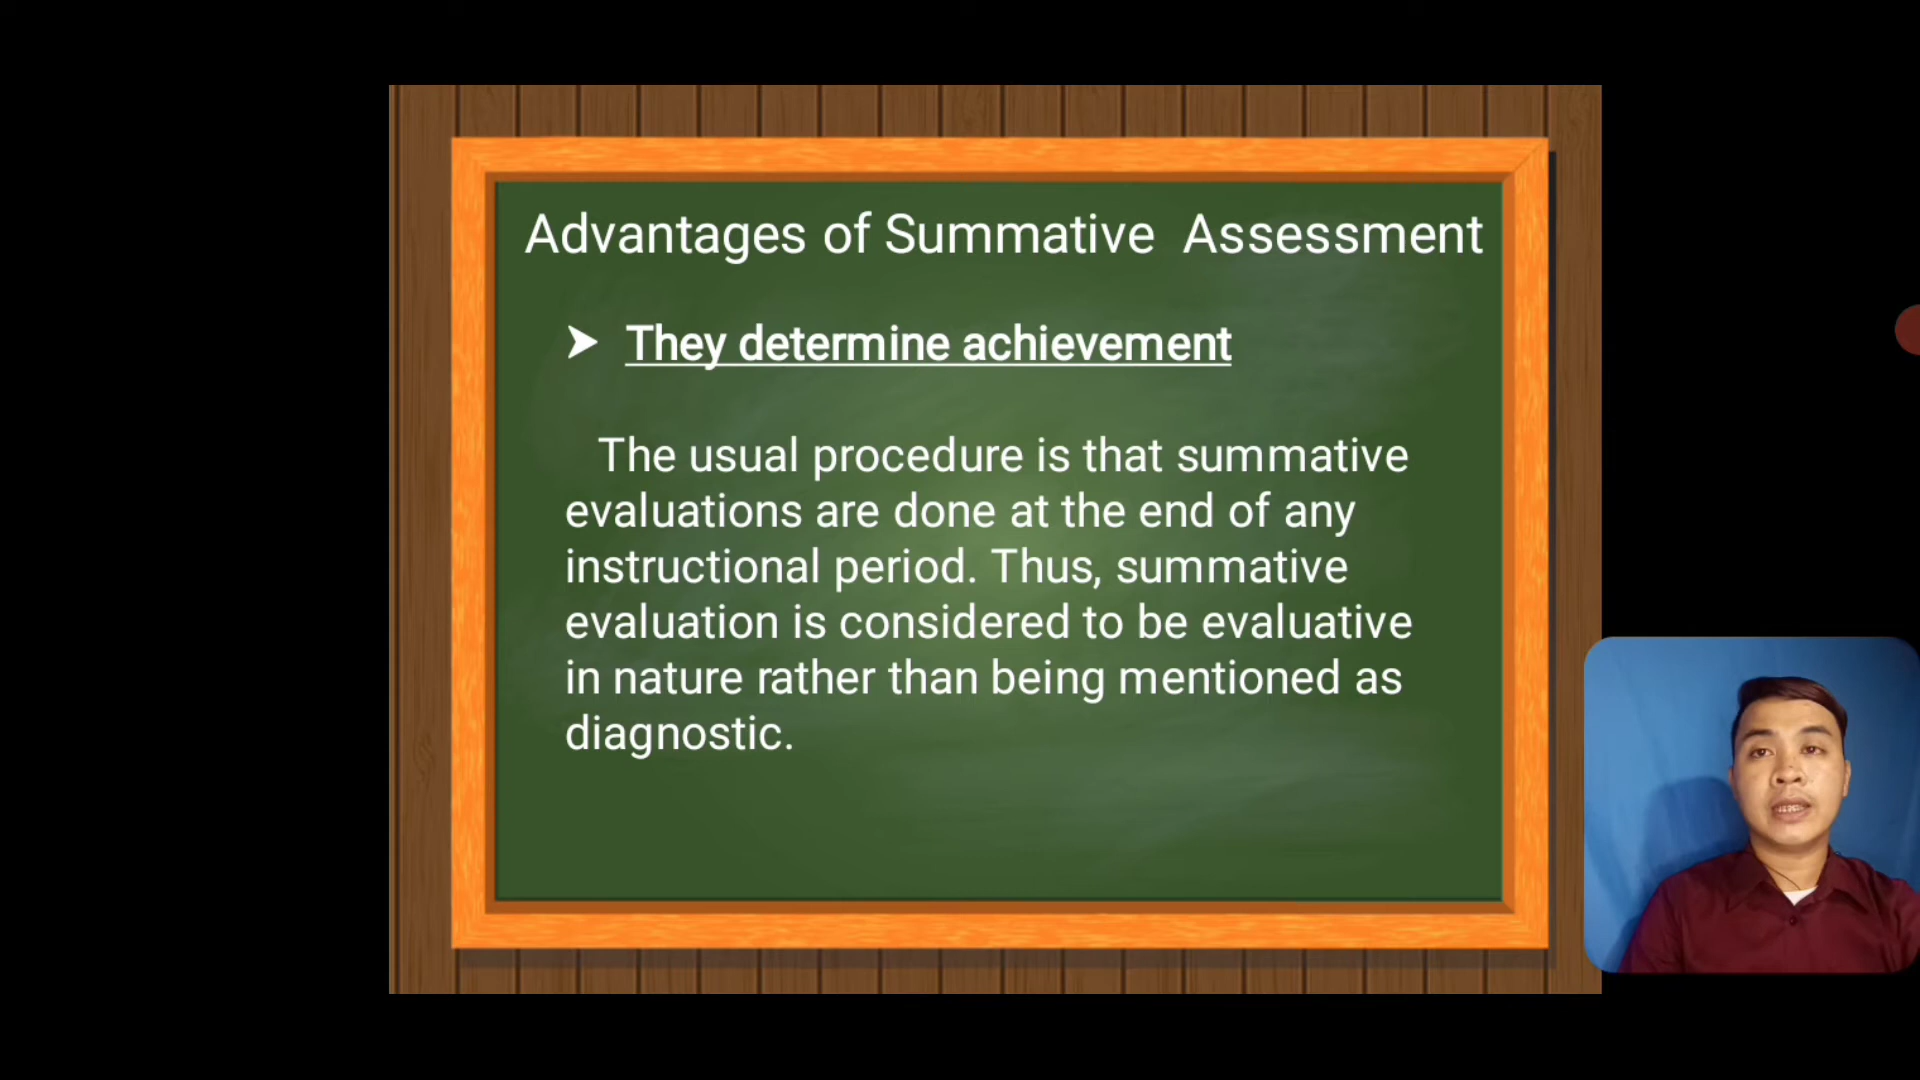 Advantages of Summative Assessment
➤ They determine achievement
The usual procedure is that summative
evaluations are done at the end of any
instructional period. Thus, summative
evaluation is considered to be evaluative
in nature rather than being mentioned as
diagnostic.